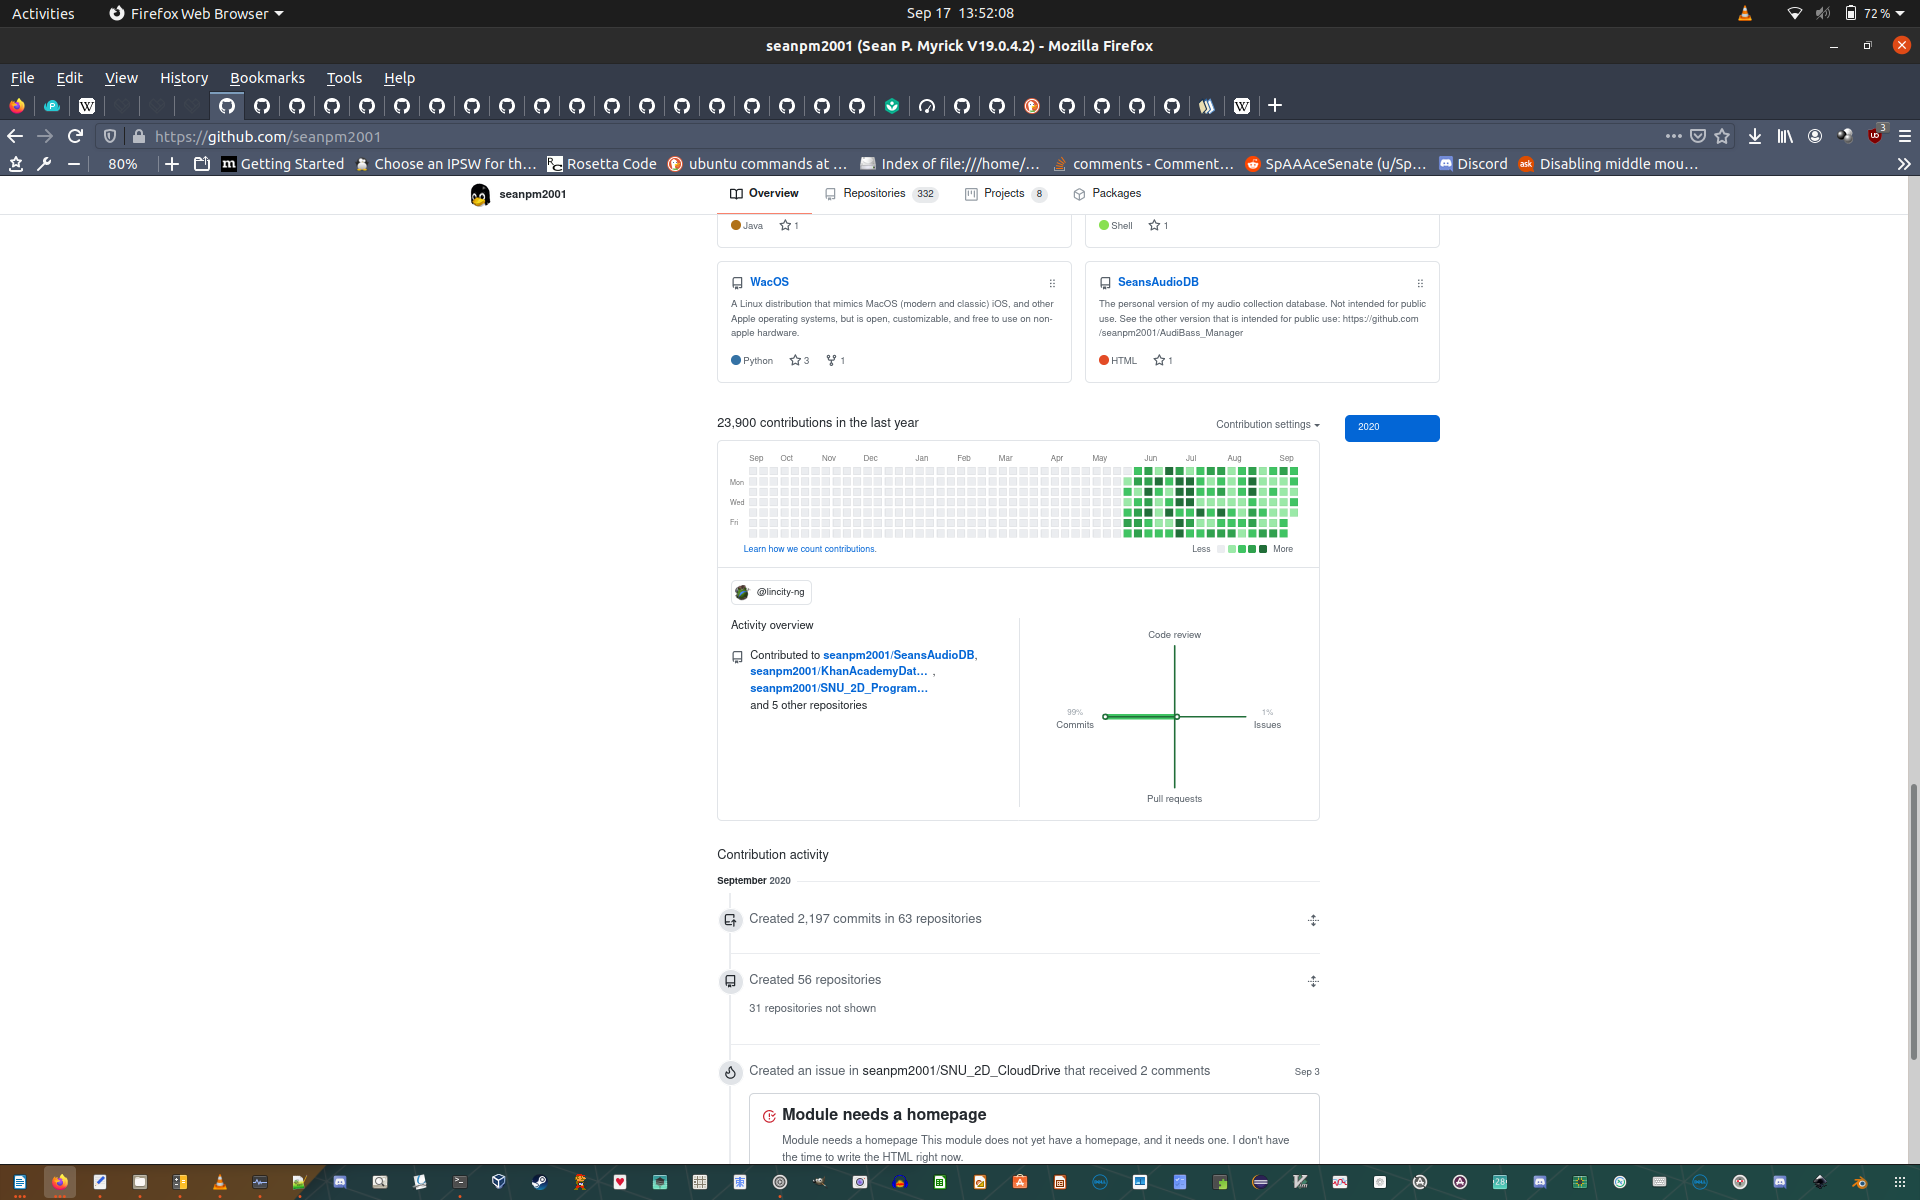 Activities
Firefox Web Browser
Sep 17 13:52:08
72 %
seanpm2001 (Sean P. Myrick V19.0.4.2) - Mozilla Firefox
File Edit View History Bookmarks Tools Help
https://github.com/seanpm2001
3
80%
Getting Started
Choose an IPSW for th…
Rosetta Code
ubuntu commands at …
Index of file:///home/…
comments - Comment…
SpAAAceSenate (u/Sp…
Discord
Disabling middle mou…
seanpm2001
Overview
Repositories 332
Projects 8
Packages
Java 1
Shell 1
WacOS
A Linux distribution that mimics MacOS (modern and classic) iOS, and other
Apple operating systems, but is open, customizable, and free to use on non-
apple hardware.
Python 3 1
SeansAudioDB
The personal version of my audio collection database. Not intended for public
use. See the other version that is intended for public use: https://github.com
/seanpm2001/AudiBass_Manager
HTML 1
23,900 contributions in the last year
Contribution settings
2020
Sep Oct Nov Dec Jan Feb Mar Apr May Jun Jul Aug Sep
Mon
Wed
Fri
Learn how we count contributions.
Less More
@lincity-ng
Activity overview
Contributed to seanpm2001/SeansAudioDB,
seanpm2001/KhanAcademyDat… ,
seanpm2001/SNU_2D_Program…
and 5 other repositories
Code review
99%
Commits
1%
Issues
Pull requests
Contribution activity
September 2020
Created 2,197 commits in 63 repositories
Created 56 repositories
31 repositories not shown
Created an issue in seanpm2001/SNU_2D_CloudDrive that received 2 comments
Sep 3
Module needs a homepage
Module needs a homepage This module does not yet have a homepage, and it needs one. I don't have
the time to write the HTML right now.